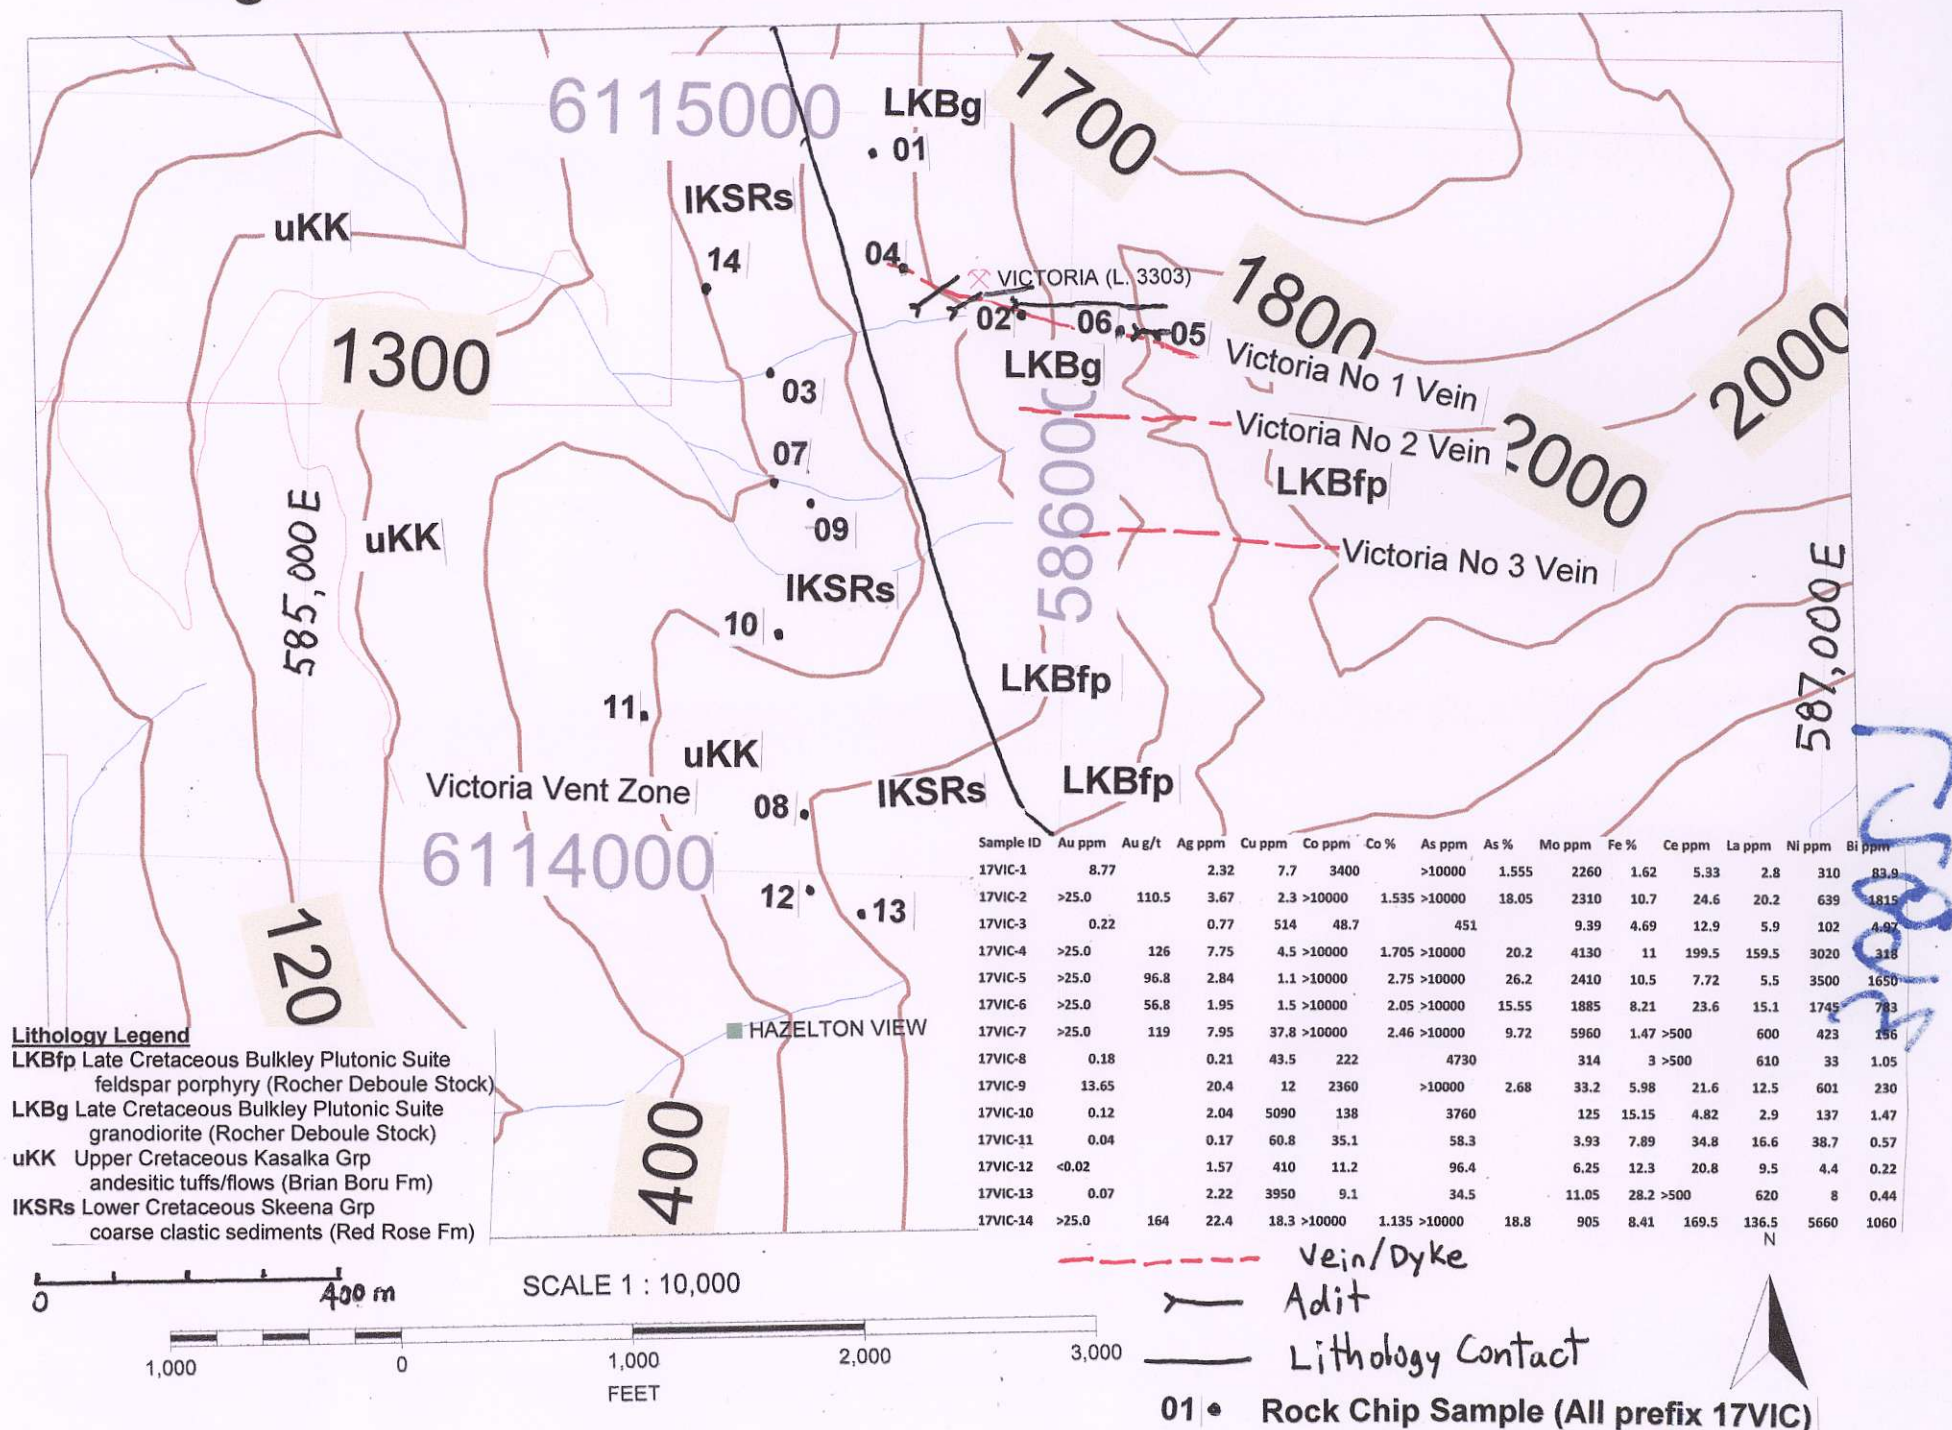 6115000
LKBg
1700
01
lKSRs
uKK
14
04
VICTORIA (L. 3303)
1800
02
06
05
1300
LKBg
Victoria No 1 Vein
2000
03
Victoria No 2 Vein
2000
07
LKBfp
585,000 E
uKK
09
586000
Victoria No 3 Vein
lKSRs
587,000 E
10
LKBfp
11
uKK
Victoria Vent Zone
08
lKSRs
LKBfp
6114000
12
13
120
HAZELTON VIEW
400
Sample ID Au ppm Au g/t Ag ppm Cu ppm Co ppm Co % As ppm As % Mo ppm Fe % Ce ppm La ppm Ni ppm Bi ppm
17VIC-1 8.77 2.32 7.7 3400 >10000 1.555 2260 1.62 5.33 2.8 310 83.9
17VIC-2 >25.0 110.5 3.67 2.3 >10000 1.535 >10000 18.05 2310 10.7 24.6 20.2 639 1815
17VIC-3 0.22 0.77 514 48.7 451 9.39 4.69 12.9 5.9 102 4.97
17VIC-4 >25.0 126 7.75 4.5 >10000 1.705 >10000 20.2 4130 11 199.5 159.5 3020 318
17VIC-5 >25.0 96.8 2.84 1.1 >10000 2.75 >10000 26.2 2410 10.5 7.72 5.5 3500 1650
17VIC-6 >25.0 56.8 1.95 1.5 >10000 2.05 >10000 15.55 1885 8.21 23.6 15.1 1745 783
17VIC-7 >25.0 119 7.95 37.8 >10000 2.46 >10000 9.72 5960 1.47 >500 600 423 156
17VIC-8 0.18 0.21 43.5 222 4730 314 3 >500 610 33 1.05
17VIC-9 13.65 20.4 12 2360 >10000 2.68 33.2 5.98 21.6 12.5 601 230
17VIC-10 0.12 2.04 5090 138 3760 125 15.15 4.82 2.9 137 1.47
17VIC-11 0.04 0.17 60.8 35.1 58.3 3.93 7.89 34.8 16.6 38.7 0.57
17VIC-12 <0.02 1.57 410 11.2 96.4 6.25 12.3 20.8 9.5 4.4 0.22
17VIC-13 0.07 2.22 3950 9.1 34.5 11.05 28.2 >500 620 8 0.44
17VIC-14 >25.0 164 22.4 18.3 >10000 1.135 >10000 18.8 905 8.41 169.5 136.5 5660 1060
Lithology Legend
LKBfp Late Cretaceous Bulkley Plutonic Suite
feldspar porphyry (Rocher Deboule Stock)
LKBg Late Cretaceous Bulkley Plutonic Suite
granodiorite (Rocher Deboule Stock)
uKK Upper Cretaceous Kasalka Grp
andesitic tuffs/flows (Brian Boru Fm)
lKSRs Lower Cretaceous Skeena Grp
coarse clastic sediments (Red Rose Fm)
0 400 m
SCALE 1 : 10,000
1,000 0 1,000 2,000 3,000
FEET
Vein/Dyke
Adit
Lithology Contact
01 Rock Chip Sample (All prefix 17VIC)
N